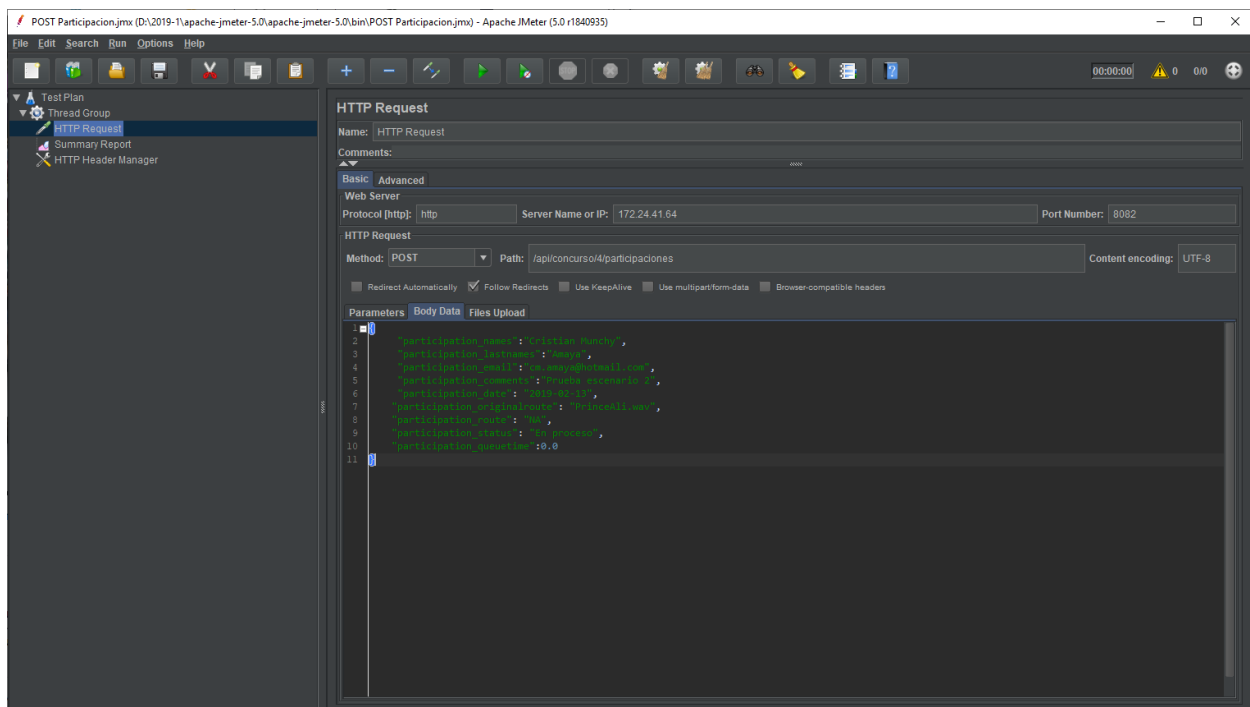 POST Participacion.jmx (D:\2019-1\apache-jmeter-5.0\apache-jmeter-5.0\bin\POST Participacion.jmx) - Apache JMeter (5.0 r1840935)
File Edit Search Run Options Help
00:00:00 0 0/0
Test Plan
Thread Group
HTTP Request
Summary Report
HTTP Header Manager
HTTP Request
Name: HTTP Request
Comments:
Basic Advanced
Web Server
Protocol [http]: http Server Name or IP: 172.24.41.64 Port Number: 8082
HTTP Request
Method: POST Path: /api/concurso/4/participaciones Content encoding: UTF-8
Redirect Automatically Follow Redirects Use KeepAlive Use multipart/form-data Browser-compatible headers
Parameters Body Data Files Upload
1 {
2 "participation_names":"Cristian Munchy",
3 "participation_lastnames":"Amaya",
4 "participation_email":"cm.amaya@hotmail.com",
5 "participation_comments":"Prueba escenario 2",
6 "participation_date": "2019-02-13",
7 "participation_originalroute": "PrinceAli.wav",
8 "participation_route": "NA",
9 "participation_status": "En proceso",
10 "participation_queuetime":0.0
11 }